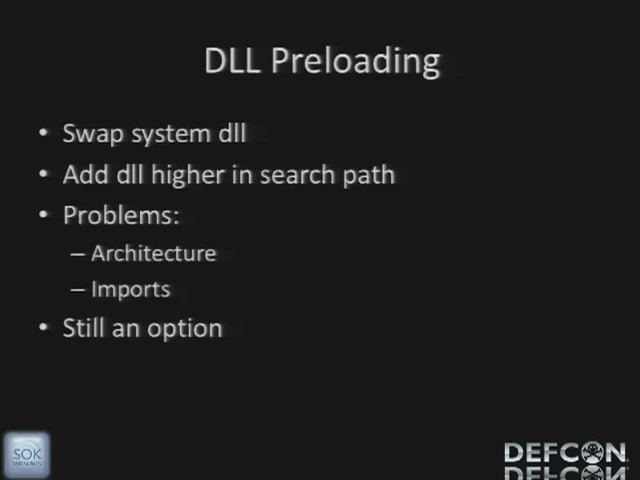 DLL Preloading
• Swap system dll
• Add dll higher in search path
• Problems:
– Architecture
– Imports
• Still an option
SOK
PRESENTS
DEFCON